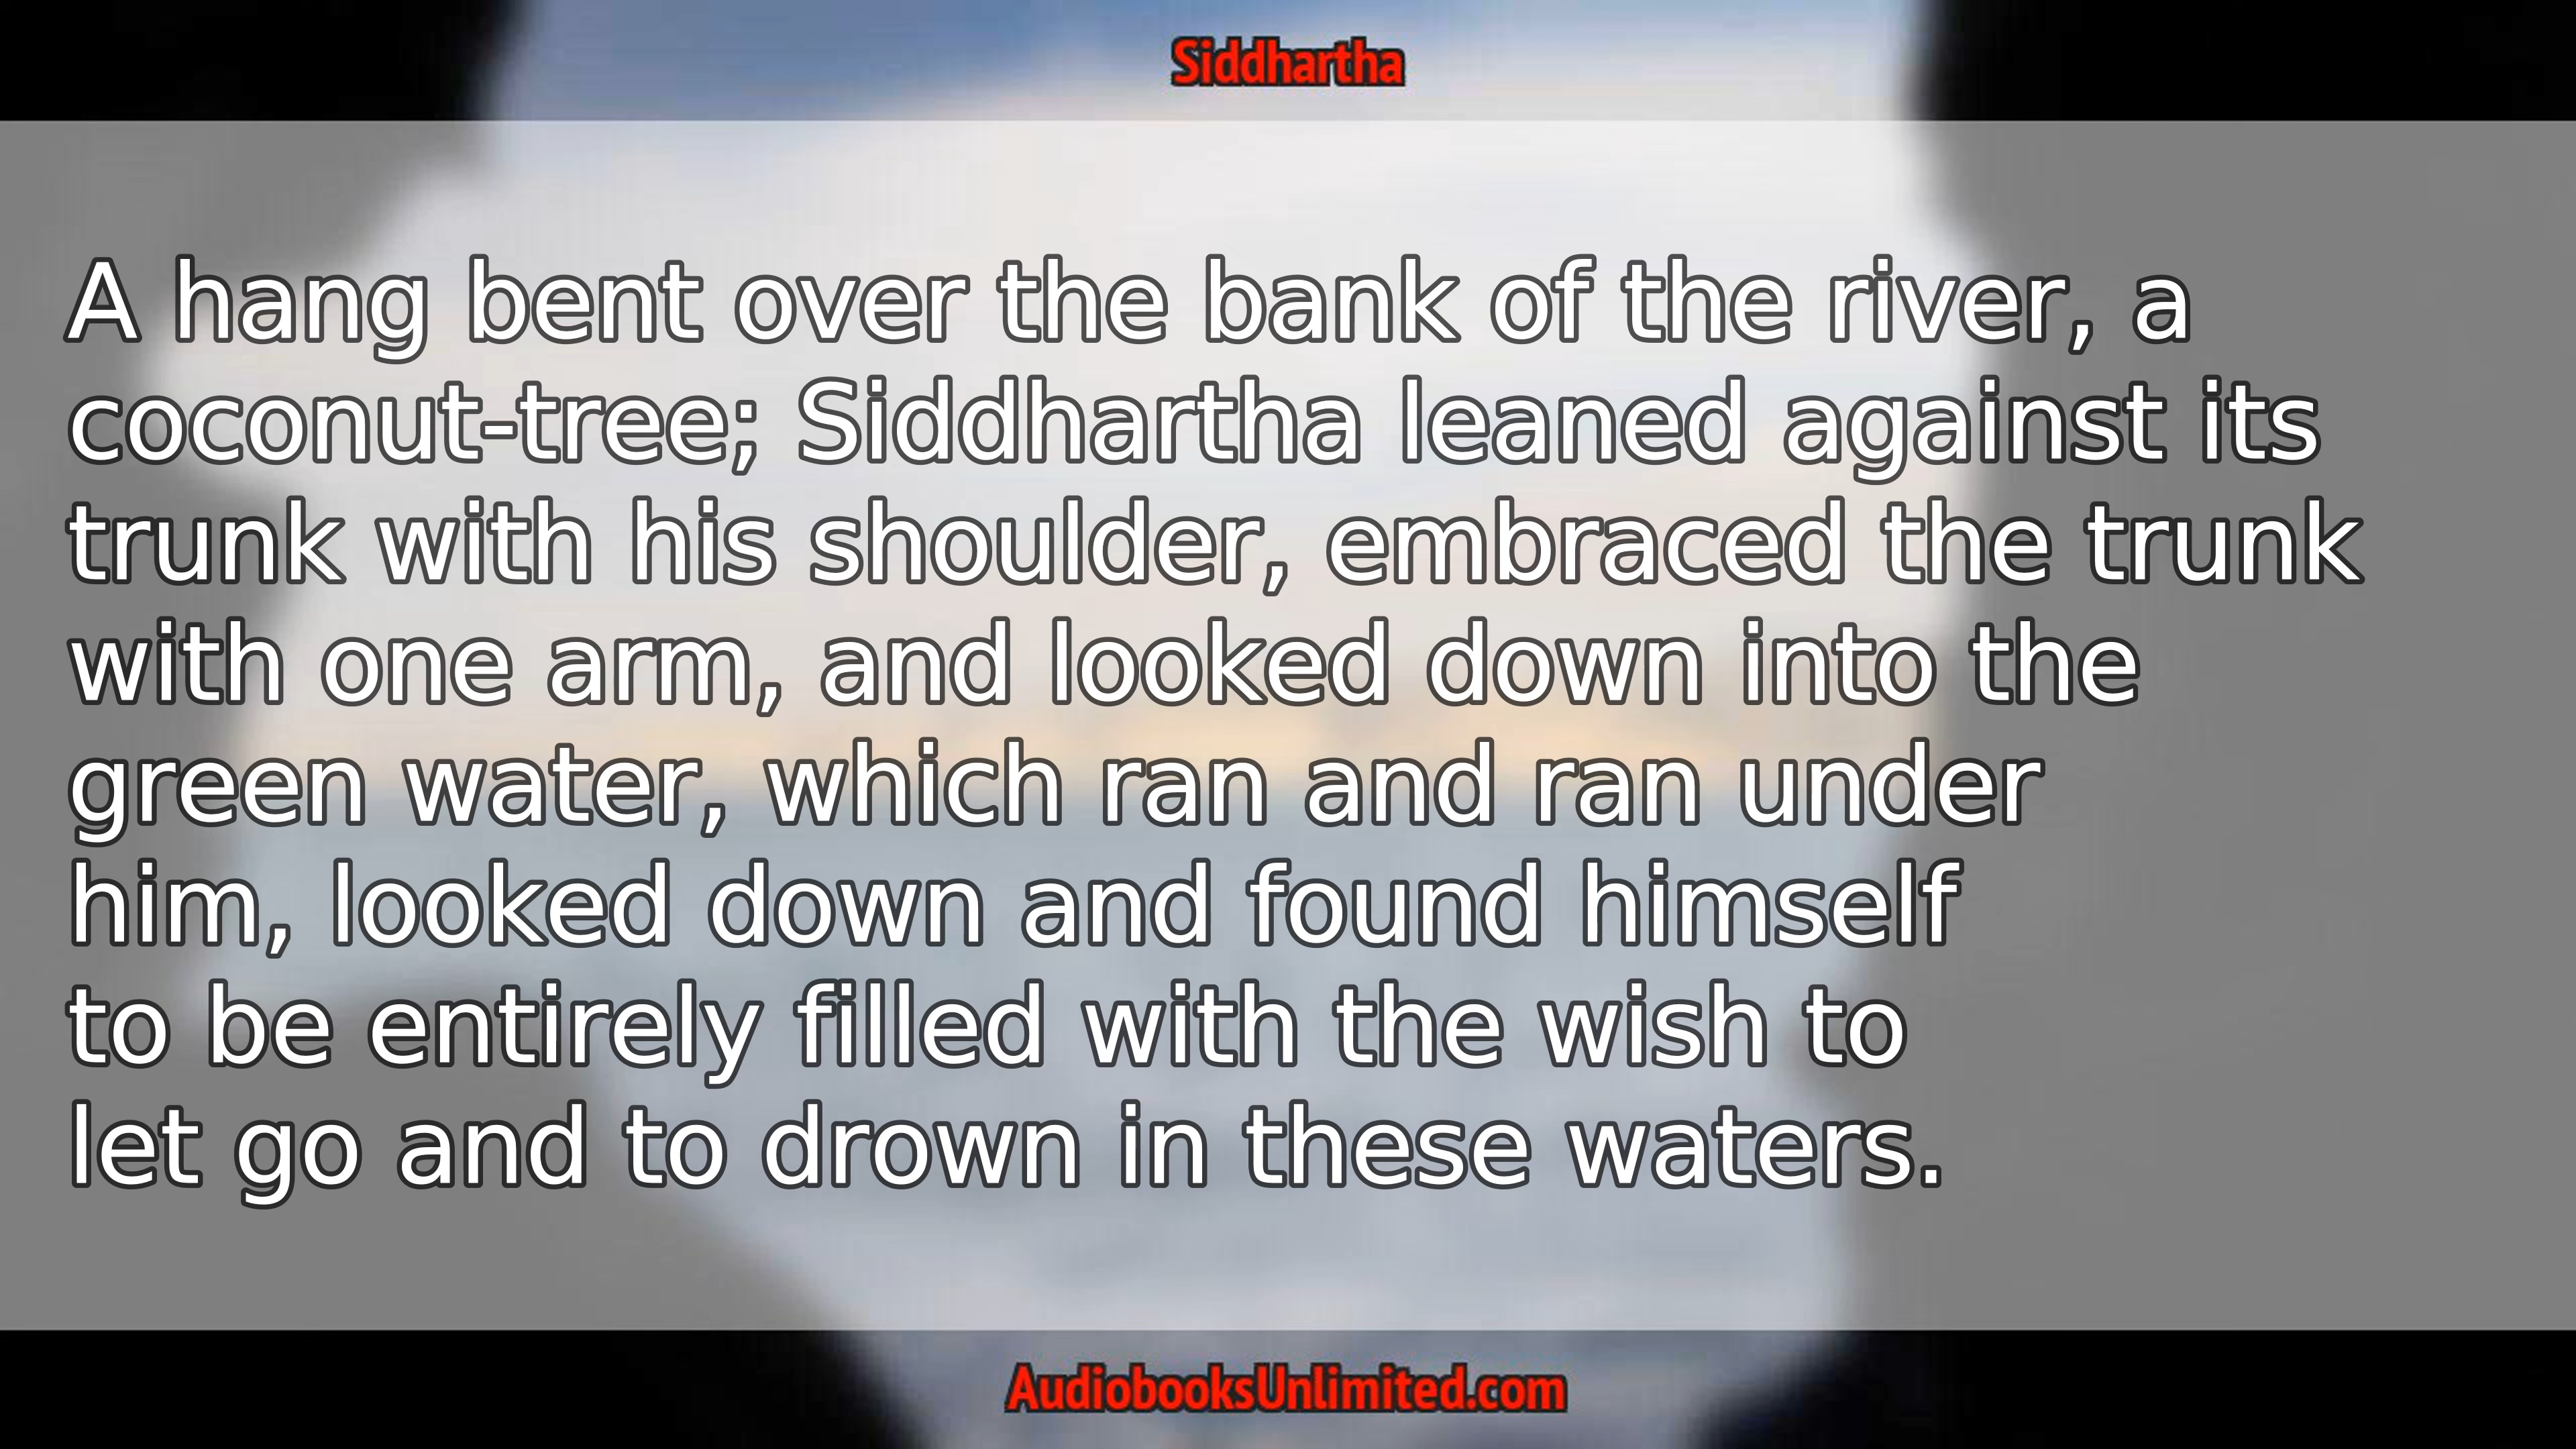 Siddhartha
A hang bent over the bank of the river, a
coconut-tree; Siddhartha leaned against its
trunk with his shoulder, embraced the trunk
with one arm, and looked down into the
green water, which ran and ran under
him, looked down and found himself
to be entirely filled with the wish to
let go and to drown in these waters.
AudiobooksUnlimited.com